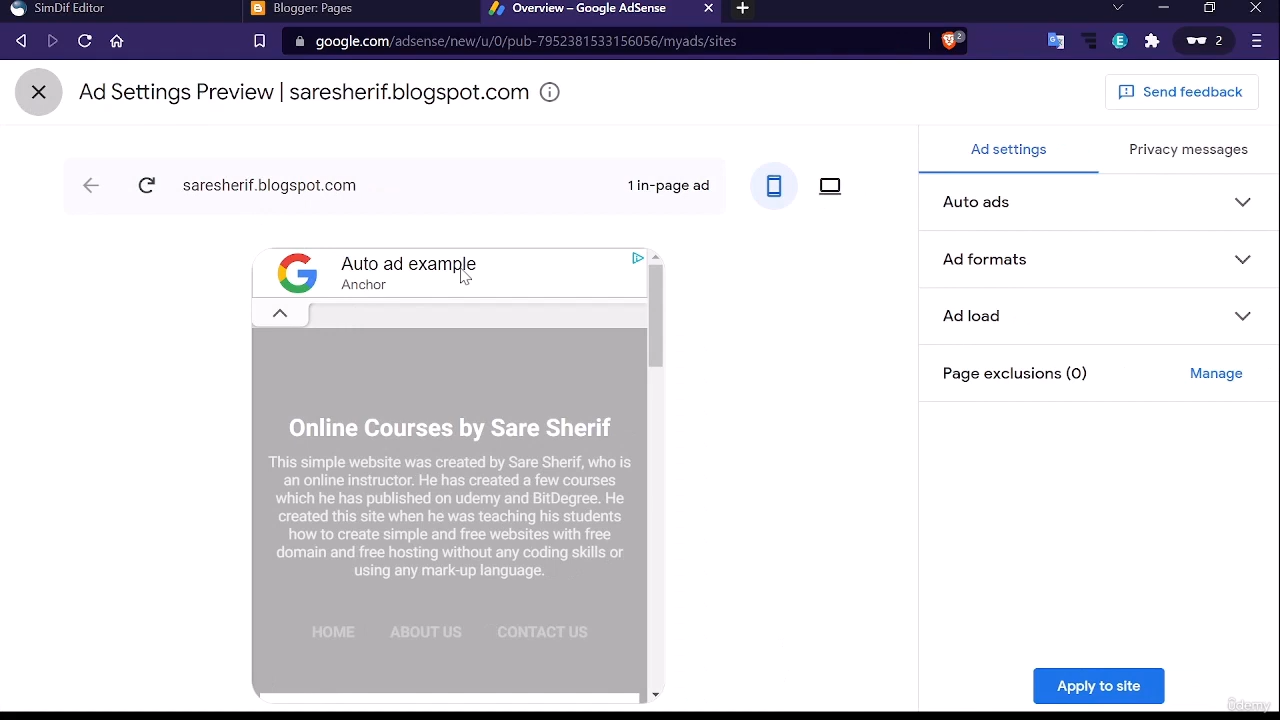 SimDif Editor
Blogger: Pages
Overview – Google AdSense
google.com/adsense/new/u/0/pub-7952381533156056/myads/sites
2
E
2
Ad Settings Preview | saresherif.blogspot.com
Send feedback
saresherif.blogspot.com
1 in-page ad
Ad settings
Privacy messages
Auto ads
Ad formats
Ad load
Page exclusions (0)
Manage
Auto ad example
Anchor
Online Courses by Sare Sherif
This simple website was created by Sare Sherif, who is
an online instructor. He has created a few courses
which he has published on udemy and BitDegree. He
created this site when he was teaching his students
how to create simple and free websites with free
domain and free hosting without any coding skills or
using any mark-up language.
HOME ABOUT US CONTACT US
Apply to site
ûdemy